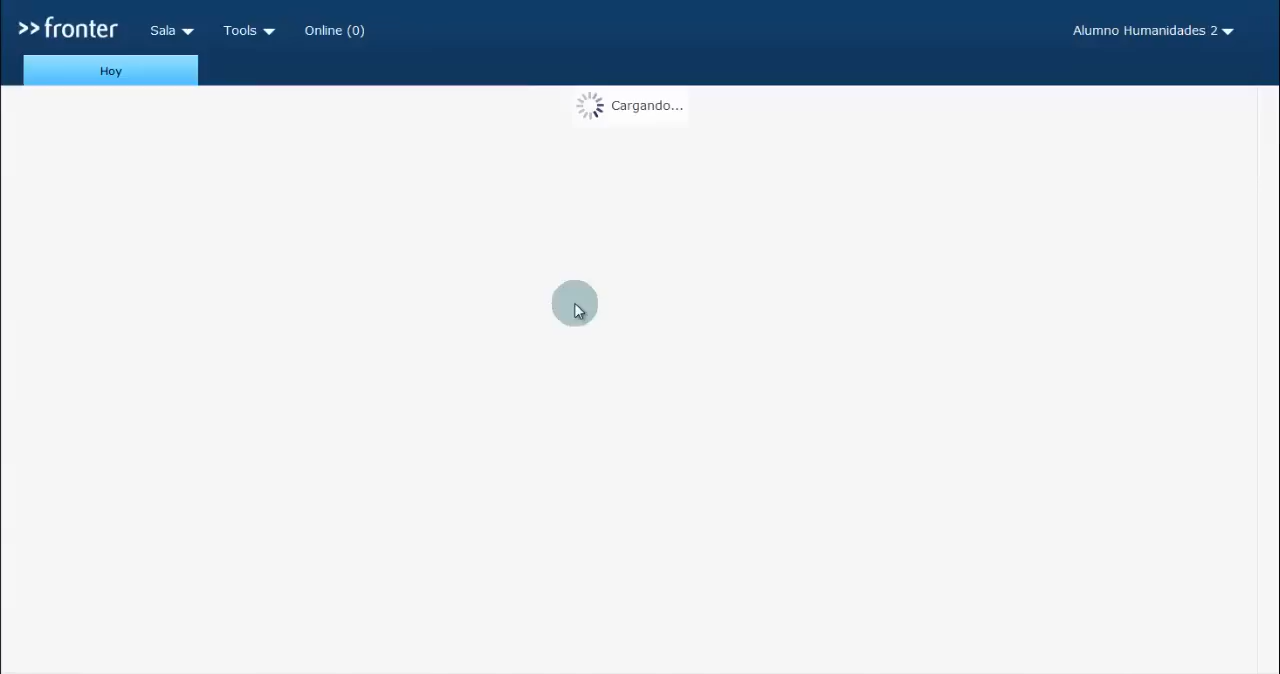 >>fronter Sala Tools Online (0) Alumno Humanidades 2
Hoy
Cargando...